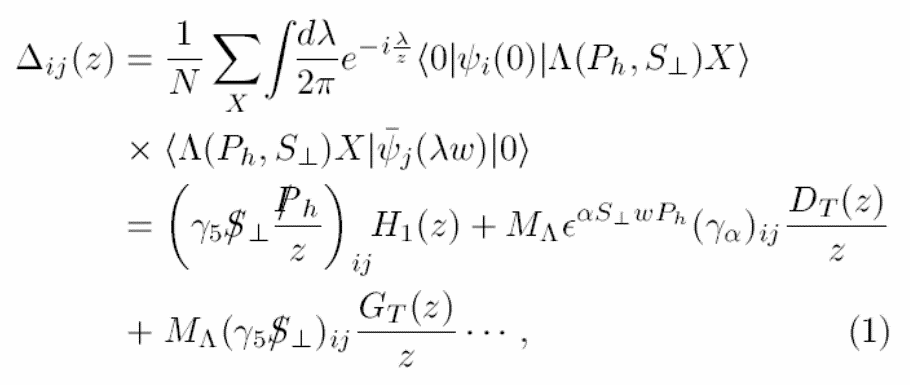 Δ_{ij}(z) = \frac{1}{N} \sum_X \int \frac{dλ}{2π} e^{-i\frac{λ}{z}} ⟨0|ψ_i(0)|Λ(P_h, S_⊥)X⟩
× ⟨Λ(P_h, S_⊥)X|\bar{ψ}_j(λw)|0⟩
= \left( γ_5 \not{S}_⊥ \frac{\not{P}_h}{z} \right)_{ij} H_1(z) + M_Λ ε^{αS_⊥wP_h} (γ_α)_{ij} \frac{D_T(z)}{z}
+ M_Λ(γ_5 \not{S}_⊥)_{ij} \frac{G_T(z)}{z} ⋯ , (1)